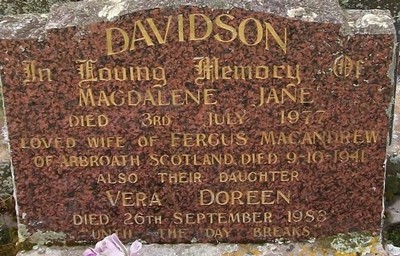 DAVIDSON
In Loving Memory Of
MAGDALENE JANE
DIED 3RD JULY 1977
LOVED WIFE OF FERGUS MACANDREW
OF ARBROATH SCOTLAND. DIED 9-10-1941
ALSO THEIR DAUGHTER
VERA DOREEN
DIED 26TH SEPTEMBER 1983
UNTIL THE DAY BREAKS